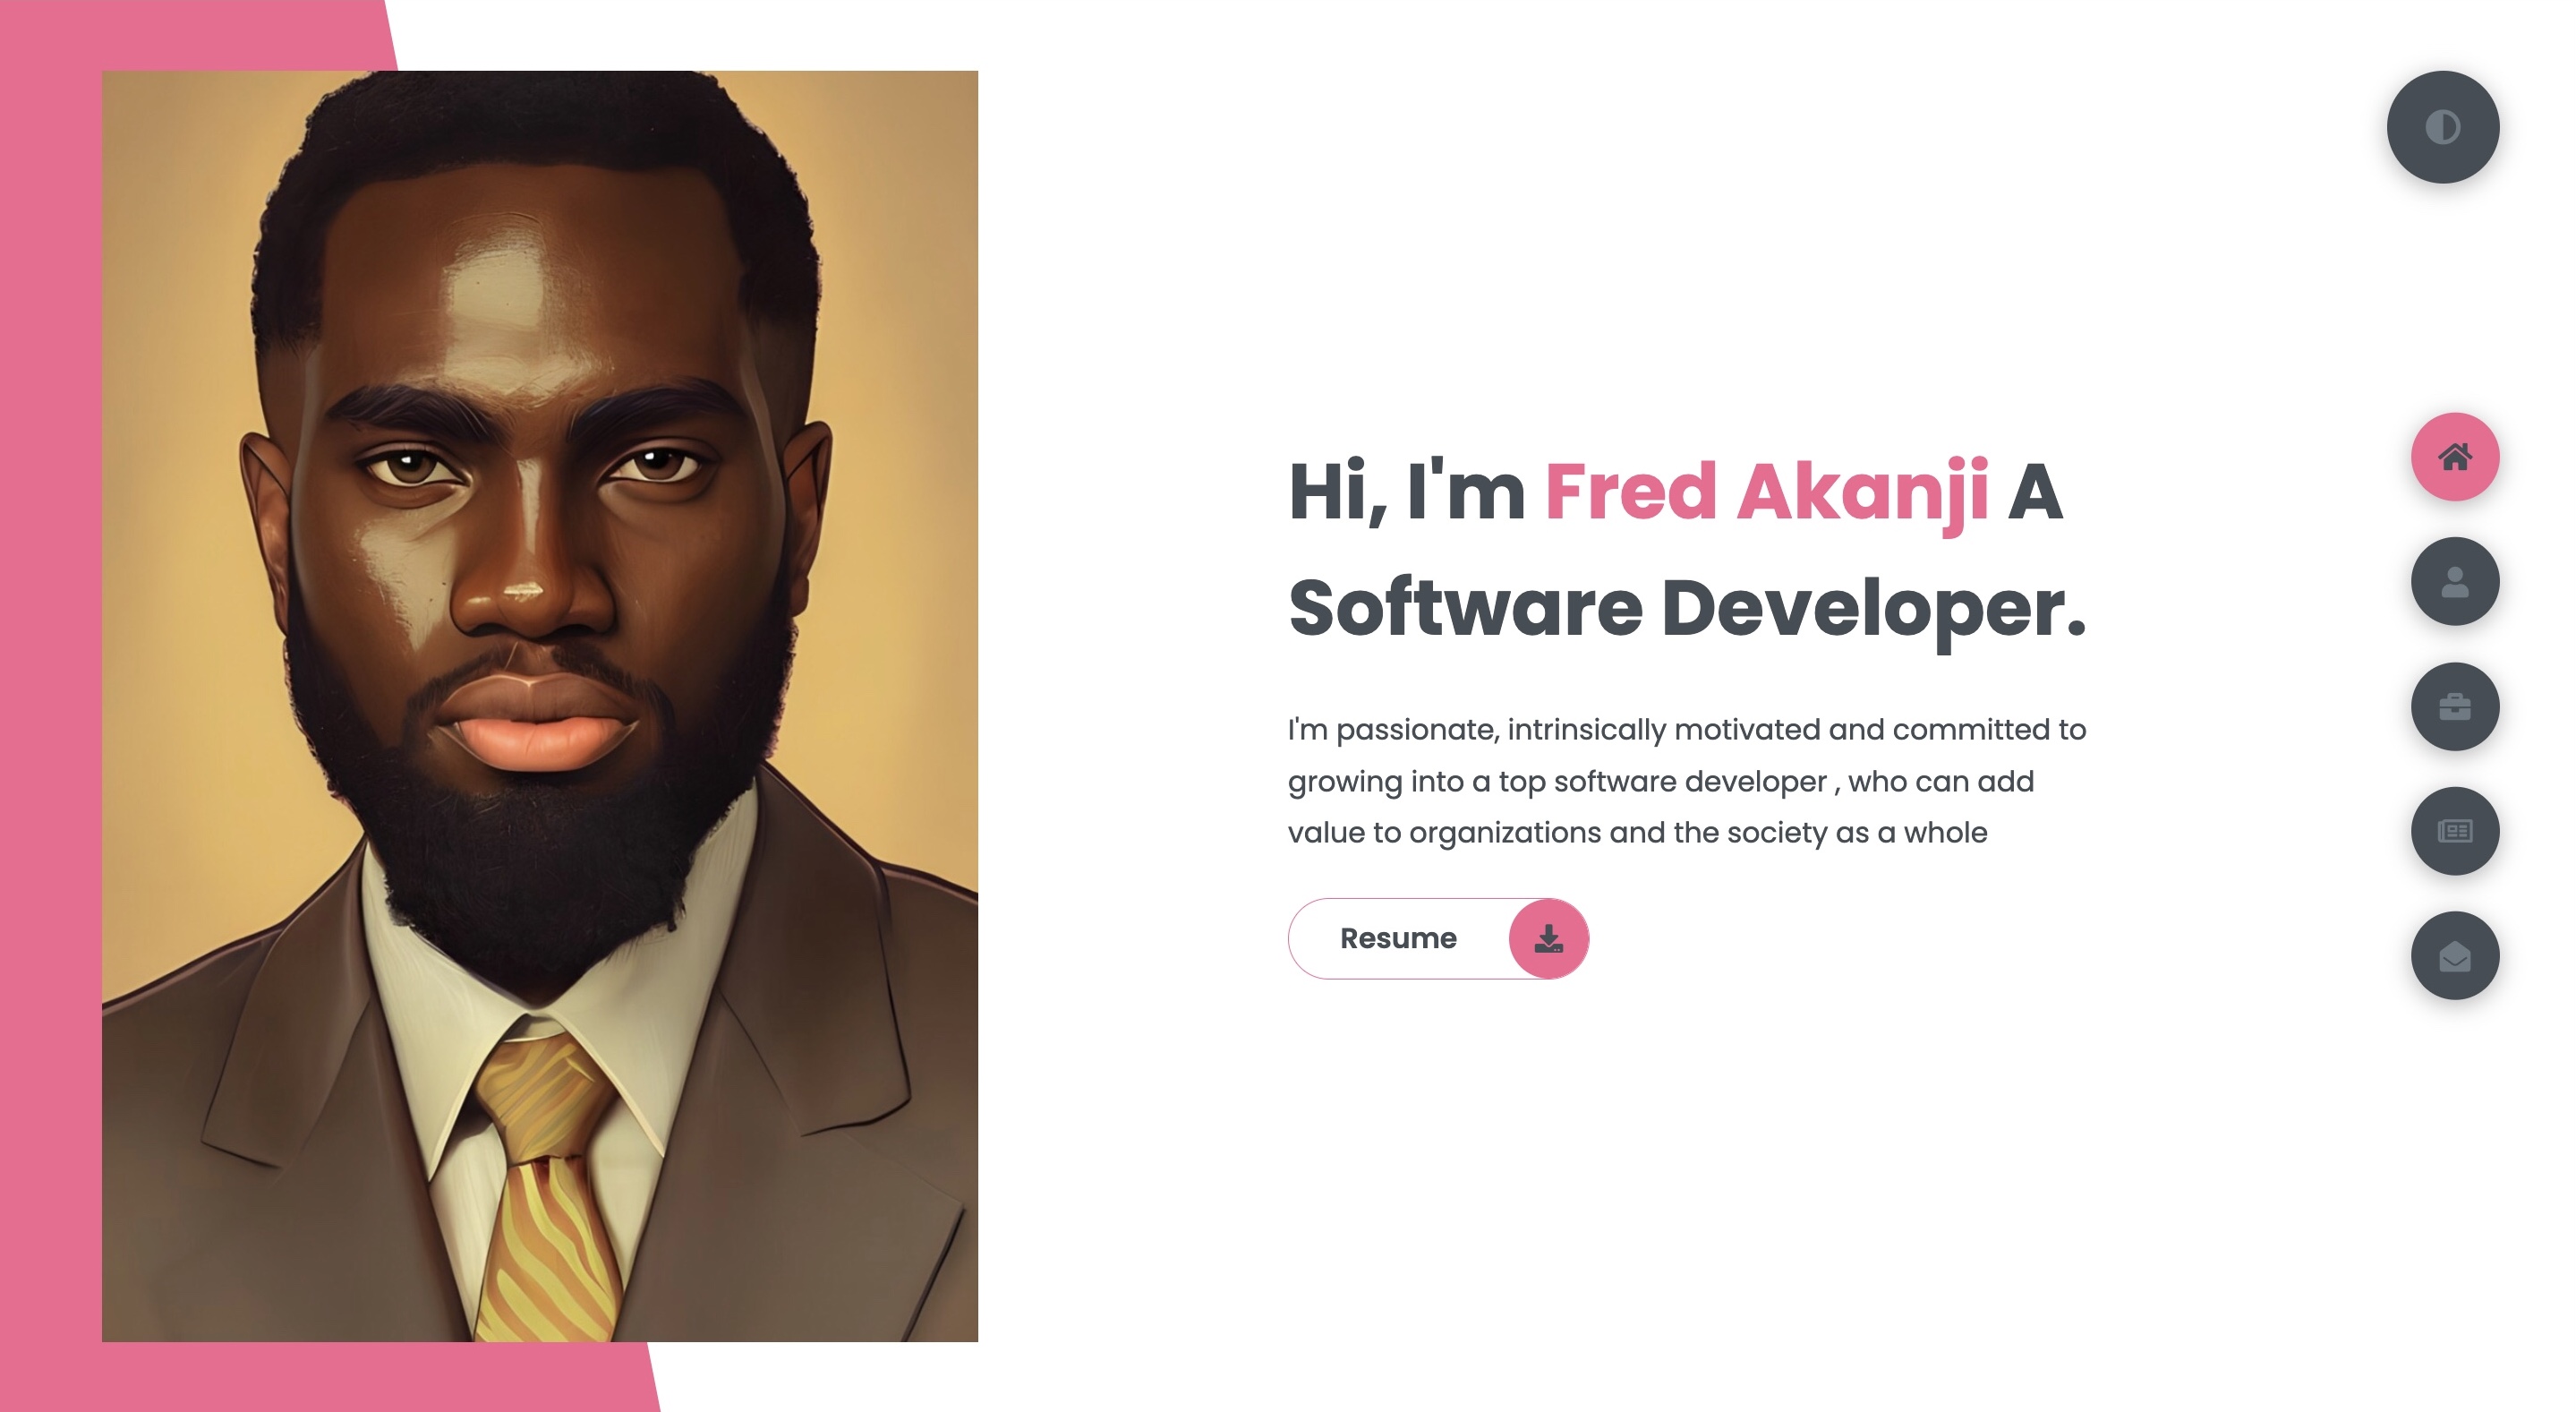 Hi, I'm Fred Akanji A
Software Developer.
I'm passionate, intrinsically motivated and committed to
growing into a top software developer , who can add
value to organizations and the society as a whole
Resume